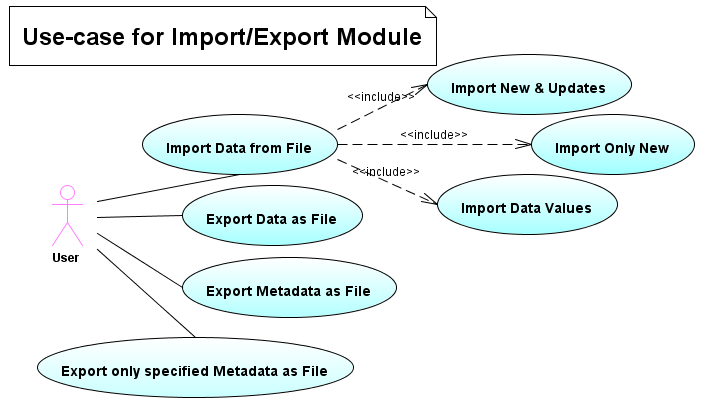 Use-case for Import/Export Module
Import New & Updates
<<include>>
<<include>>
Import Data from File
Import Only New
<<include>>
Import Data Values
Export Data as File
User
Export Metadata as File
Export only specified Metadata as File